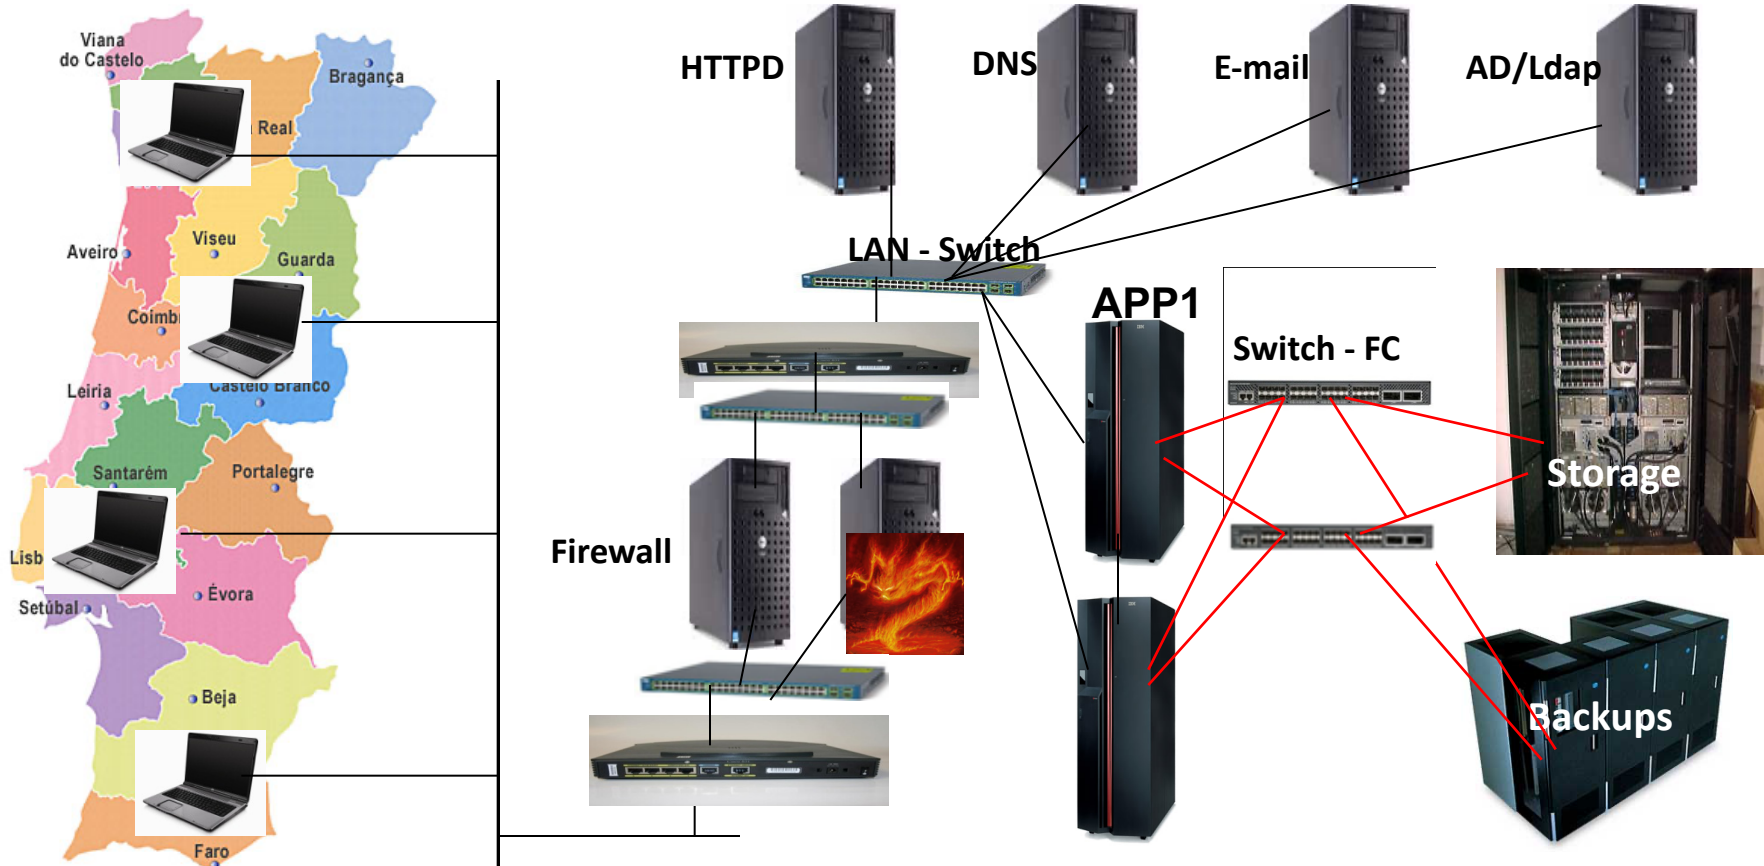 Viana
do Castelo
Bragança
Real
Aveiro
Viseu
Guarda
Coimb
Leiria
Castelo Branco
Santarém
Portalegre
Lisb
Setúbal
Évora
Beja
Faro
HTTPD
DNS
E-mail
AD/Ldap
LAN - Switch
APP1
Switch - FC
Storage
Firewall
Backups